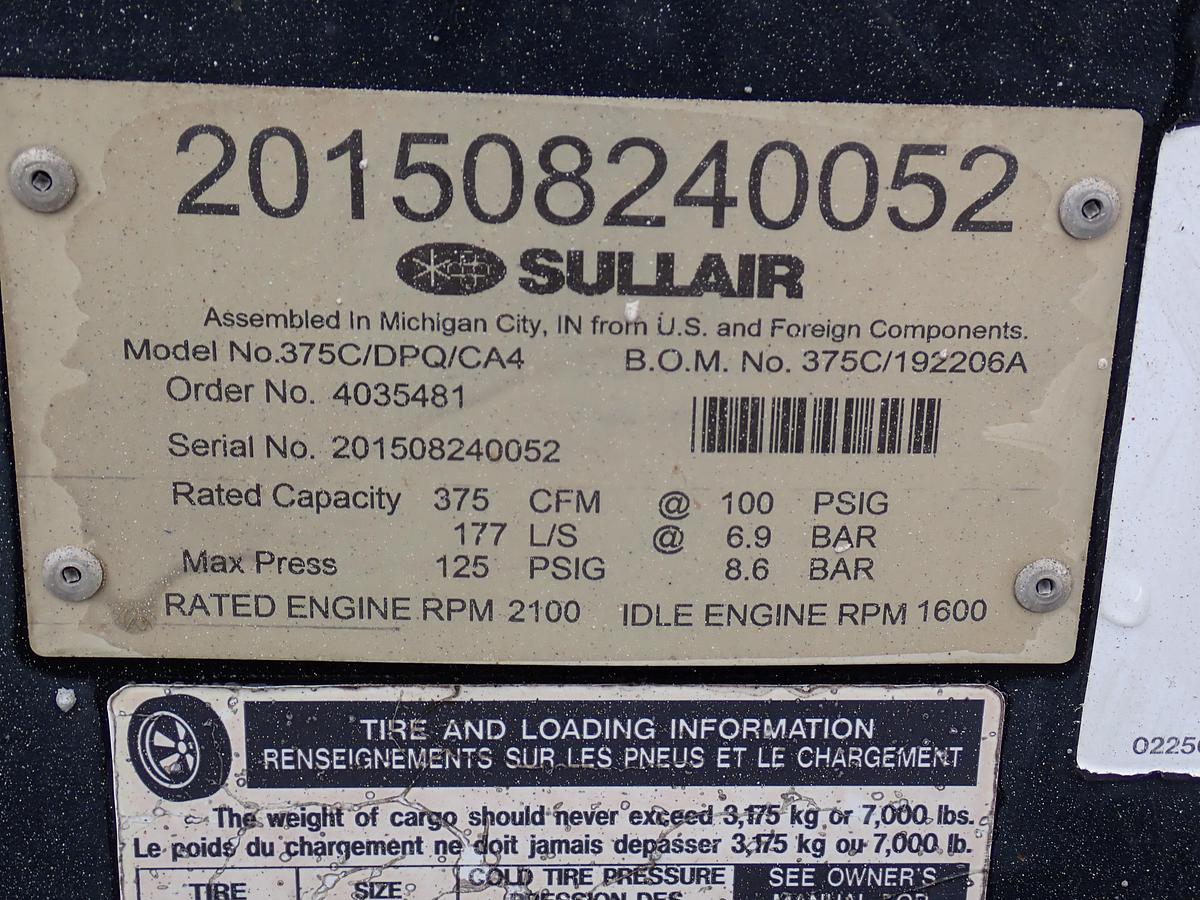 201508240052
SULLAIR
Assembled In Michigan City, IN from U.S. and Foreign Components.
Model No.375C/DPQ/CA4 B.O.M. No. 375C/192206A
Order No. 4035481
Serial No. 201508240052
Rated Capacity 375 CFM @ 100 PSIG
177 L/S @ 6.9 BAR
Max Press 125 PSIG 8.6 BAR
RATED ENGINE RPM 2100 IDLE ENGINE RPM 1600
TIRE AND LOADING INFORMATION
RENSEIGNEMENTS SUR LES PNEUS ET LE CHARGEMENT
The weight of cargo should never exceed 3,175 kg or 7,000 lbs.
Le poids du chargement ne doit jamais depasser 3,175 kg ou 7,000 lb.
TIRE SIZE COLD TIRE PRESSURE SEE OWNER'S